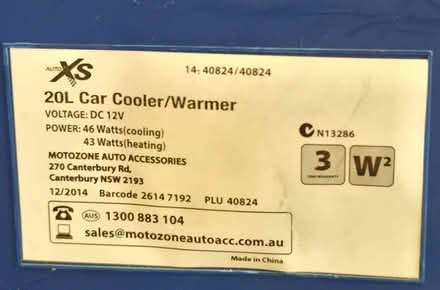 AUTO XS
14: 40824/40824
20L Car Cooler/Warmer
VOLTAGE: DC 12V
POWER: 46 Watts(cooling)
43 Watts(heating)
N13286
MOTOZONE AUTO ACCESSORIES
270 Canterbury Rd,
Canterbury NSW 2193
3
YEAR WARRANTY
W²
12/2014 Barcode 2614 7192 PLU 40824
AUS 1300 883 104
sales@motozoneautoacc.com.au
Made in China